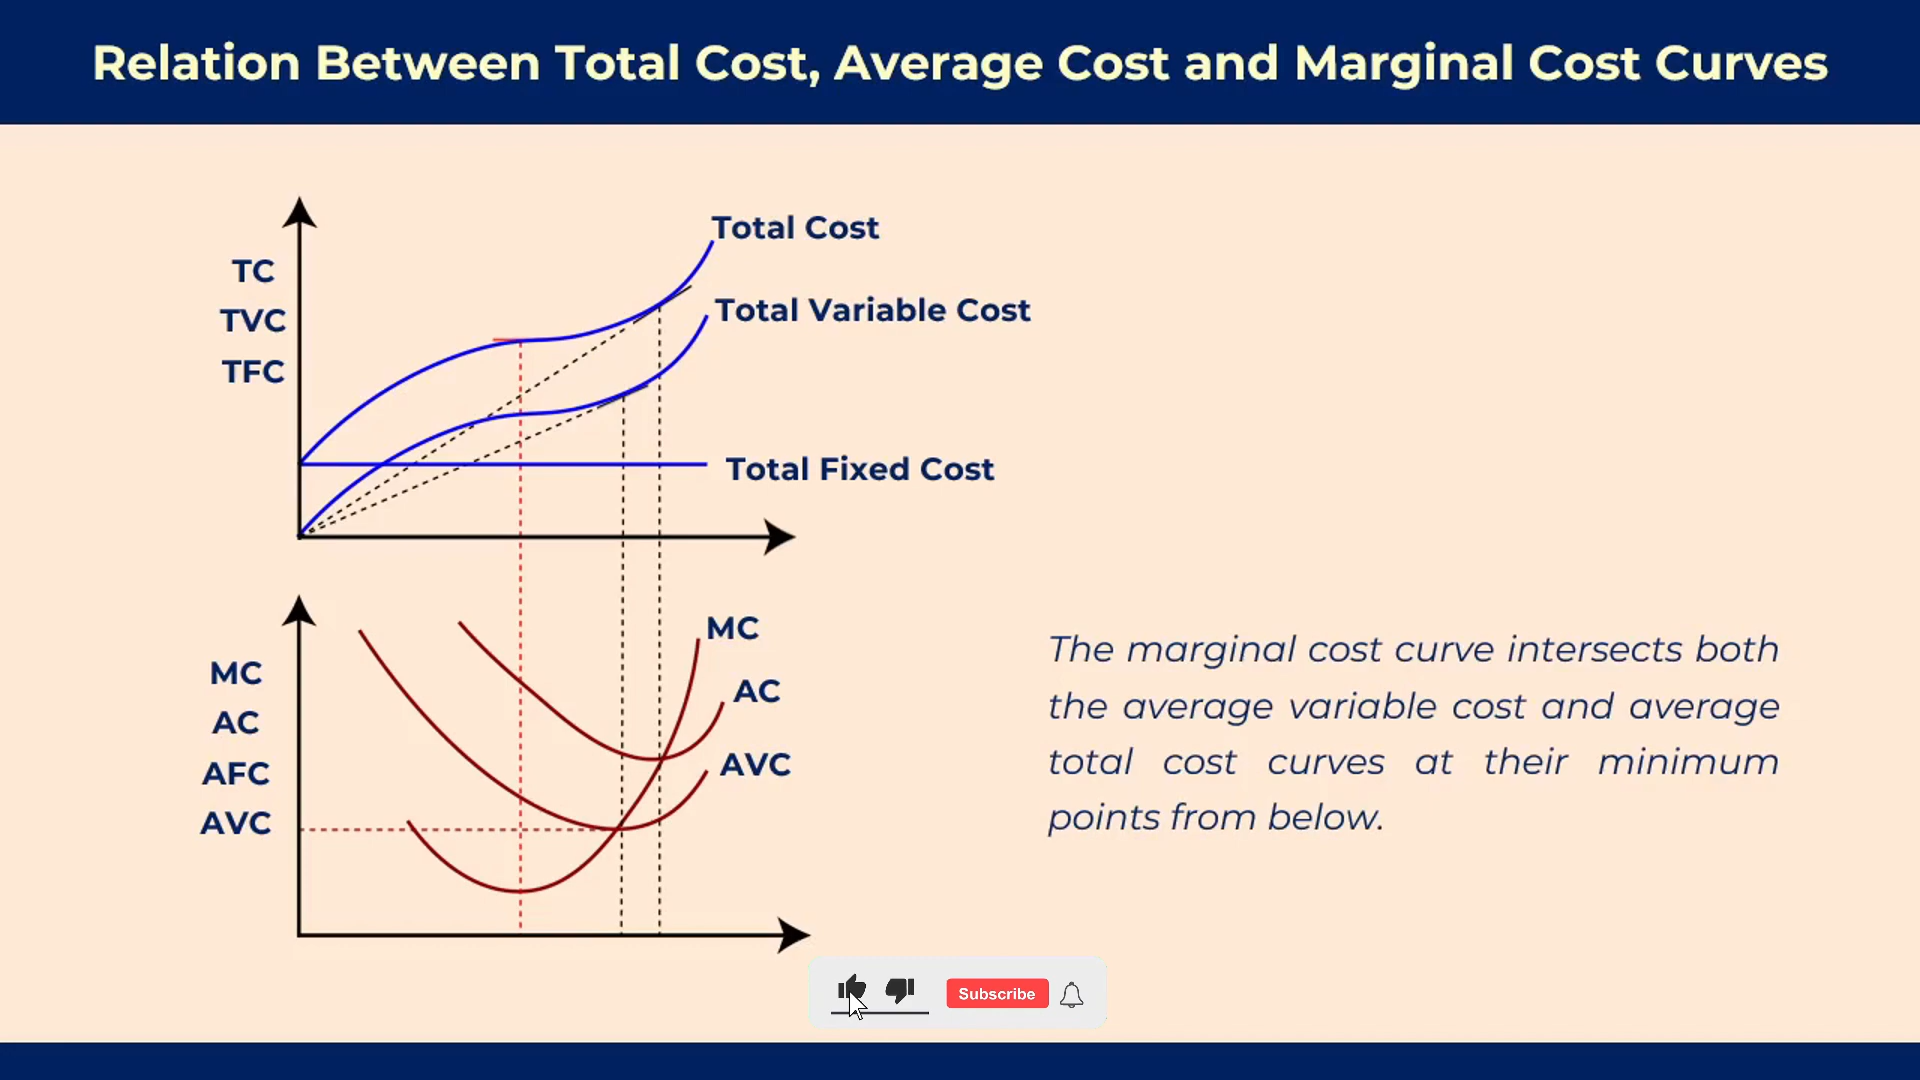 Relation Between Total Cost, Average Cost and Marginal Cost Curves
Total Cost
TC
Total Variable Cost
TVC
TFC
Total Fixed Cost
MC
AC
AVC
MC
AC
AFC
AVC
The marginal cost curve intersects both
the average variable cost and average
total cost curves at their minimum
points from below.
Subscribe